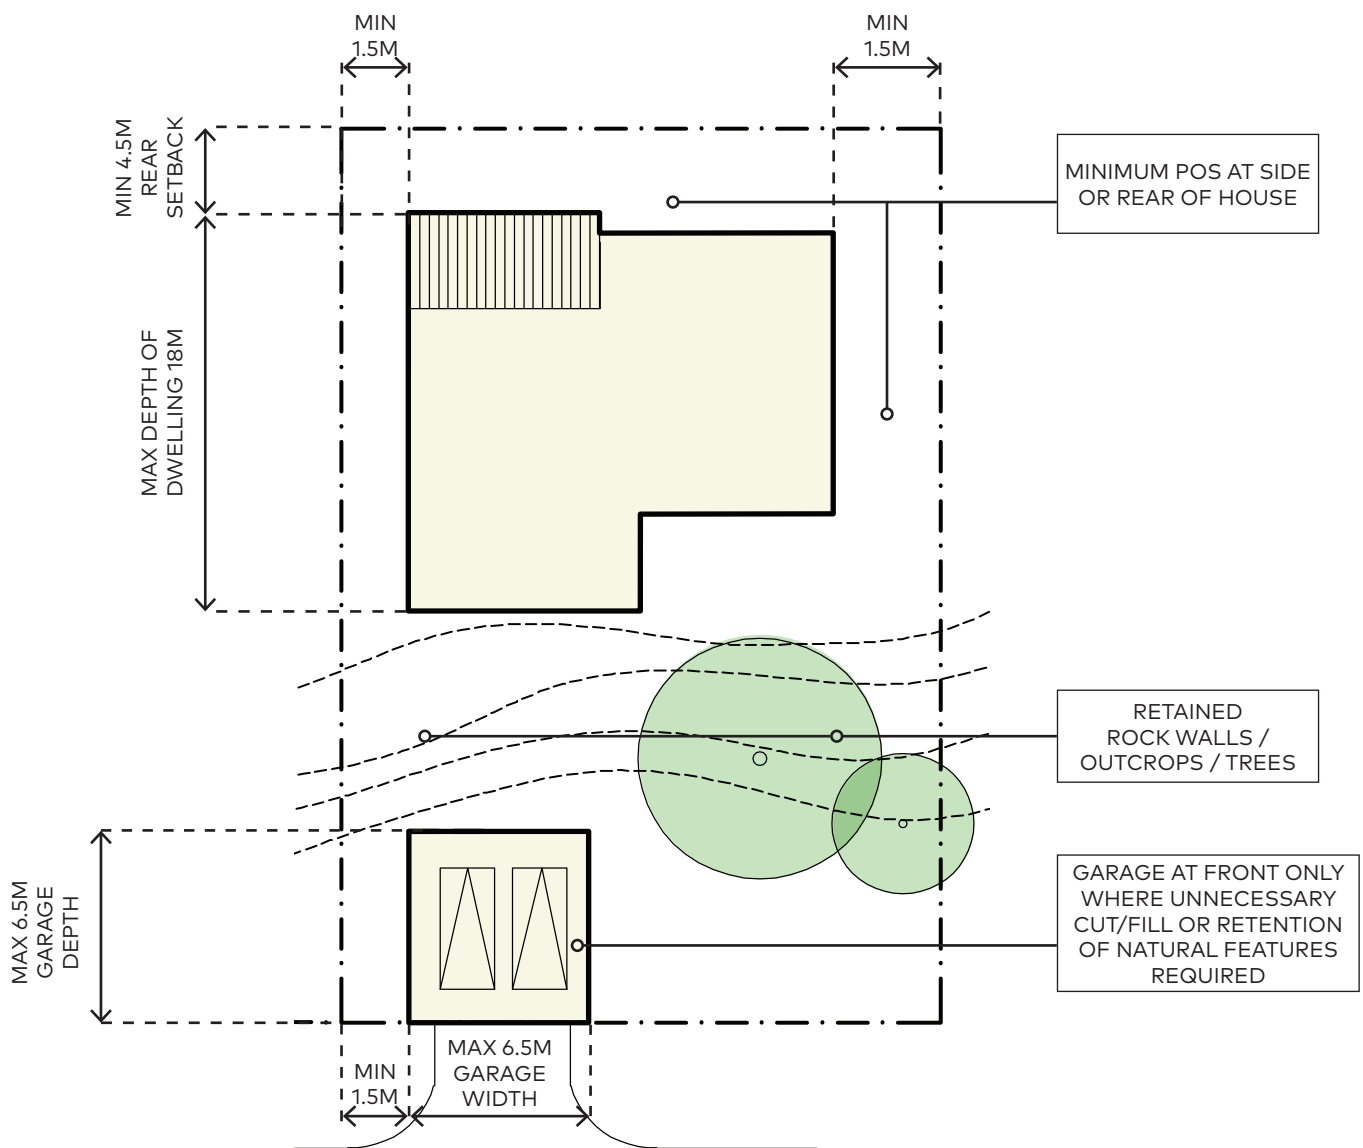 MIN
1.5M
MIN
1.5M
MIN 4.5M
REAR
SETBACK
MINIMUM POS AT SIDE
OR REAR OF HOUSE
MAX DEPTH OF
DWELLING 18M
RETAINED
ROCK WALLS /
OUTCROPS / TREES
MAX 6.5M
GARAGE
DEPTH
GARAGE AT FRONT ONLY
WHERE UNNECESSARY
CUT/FILL OR RETENTION
OF NATURAL FEATURES
REQUIRED
MIN
1.5M
MAX 6.5M
GARAGE
WIDTH